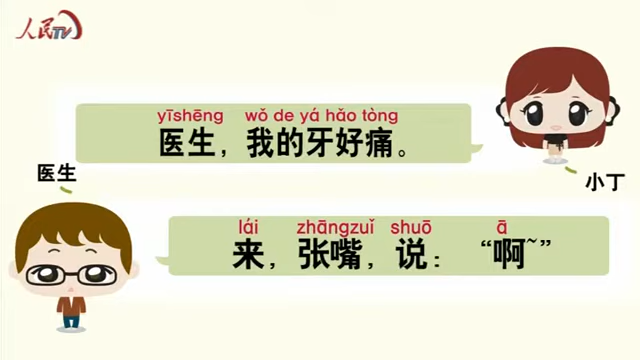 人民TV
yīshēng wǒ de yá hǎo tòng
医生，我的牙好痛。
小丁
医生
lái zhāngzuǐ shuō ā
来，张嘴，说：“啊~”